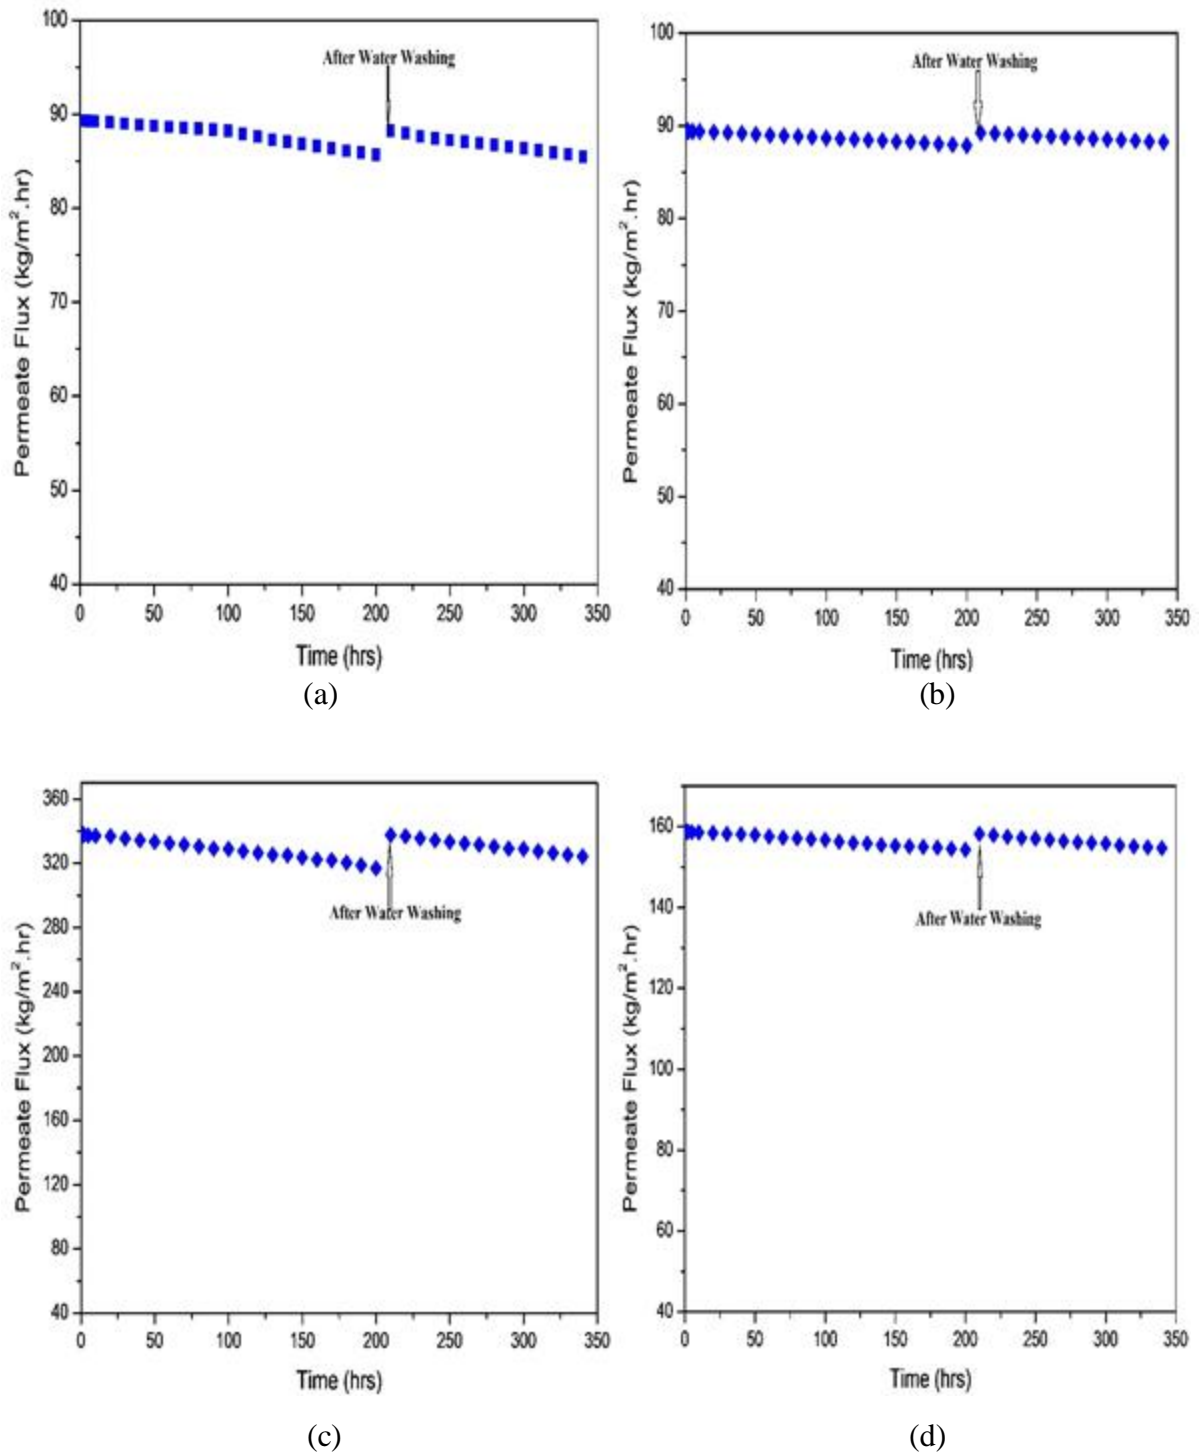 100
90
80
70
60
50
40
0 50 100 150 200 250 300 350
After Water Washing
Permeate Flux (kg/m².hr)
Time (hrs)
(a)
100
90
80
70
60
50
40
0 50 100 150 200 250 300 350
After Water Washing
Permeate Flux (kg/m².hr)
Time (hrs)
(b)
360
320
280
240
200
160
120
80
40
0 50 100 150 200 250 300 350
After Water Washing
Permeate Flux (kg/m².hr)
Time (hrs)
(c)
160
140
120
100
80
60
40
0 50 100 150 200 250 300 350
After Water Washing
Permeate Flux (kg/m².hr)
Time (hrs)
(d)